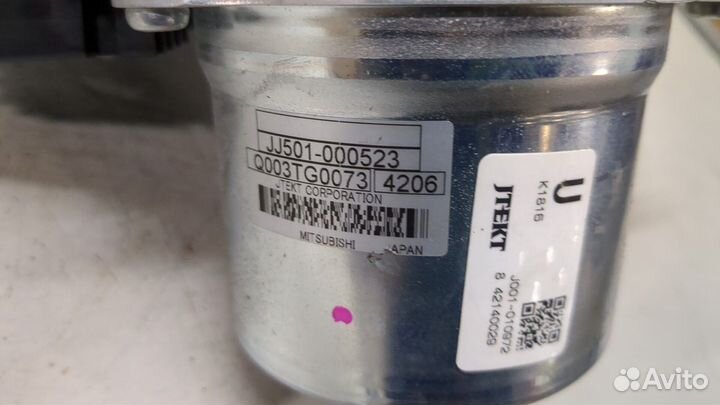 JJ501-000523
Q003TG0073 4206
JTEKT CORPORATION
MITSUBISHI JAPAN
U
K1816
JTEKT
J001-010972
8 42140029
Avito